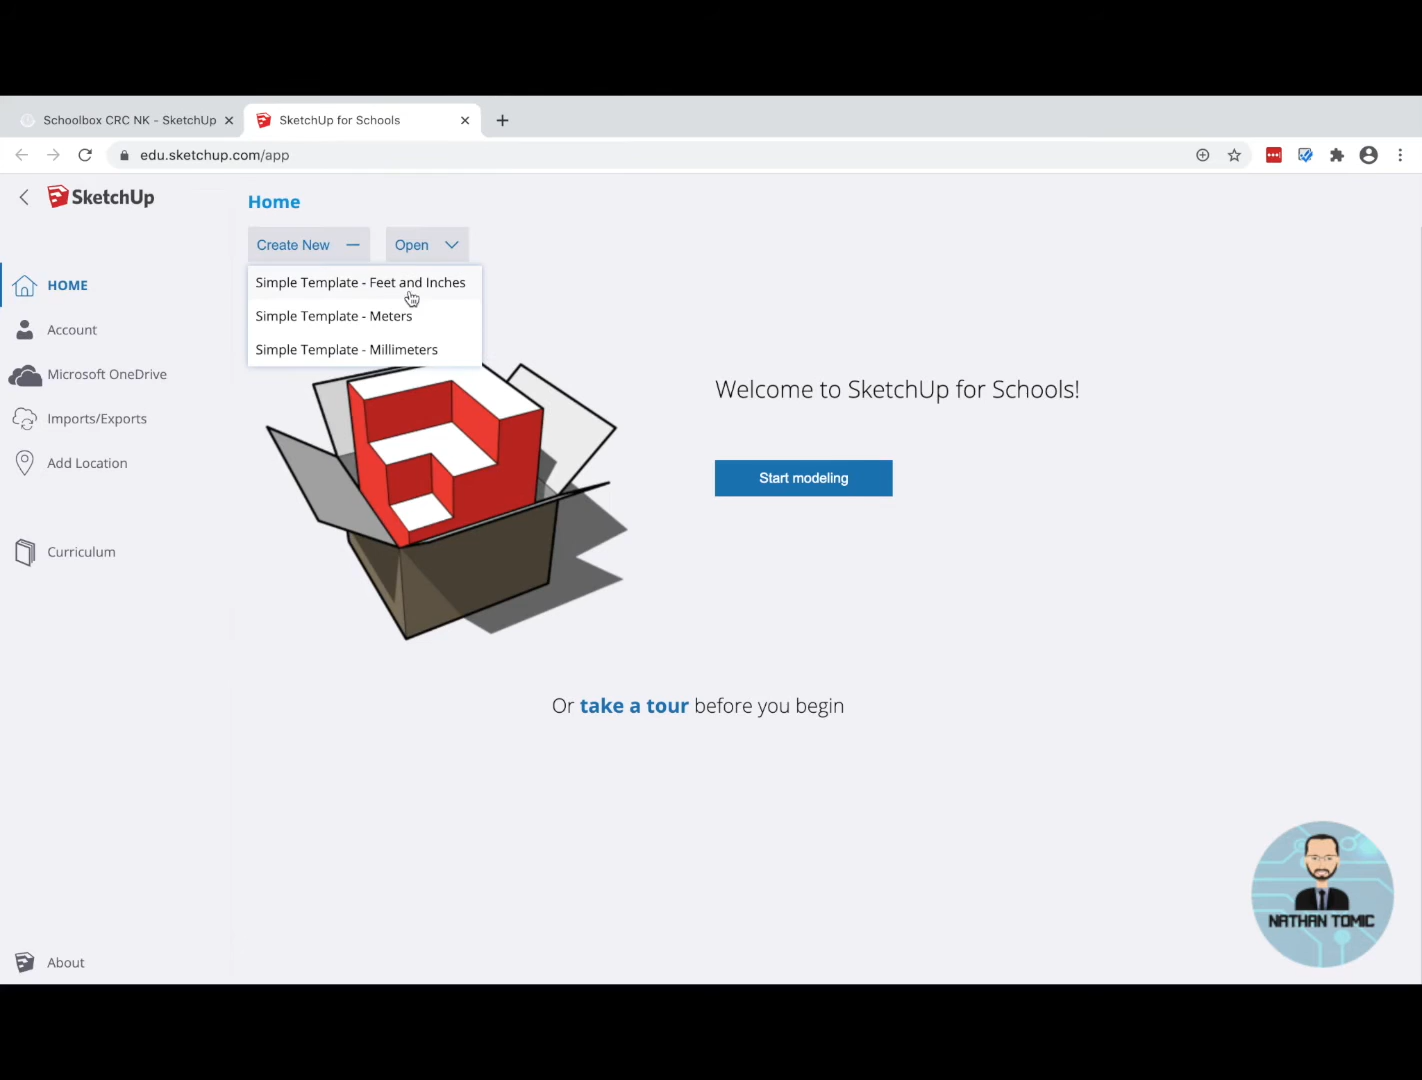 Schoolbox CRC NK - SketchUp
SketchUp for Schools
edu.sketchup.com/app
SketchUp
Home
Create New
Open
Simple Template - Feet and Inches
Simple Template - Meters
Simple Template - Millimeters
HOME
Account
Microsoft OneDrive
Imports/Exports
Add Location
Curriculum
About
Welcome to SketchUp for Schools!
Start modeling
Or take a tour before you begin
NATHAN TOMIC